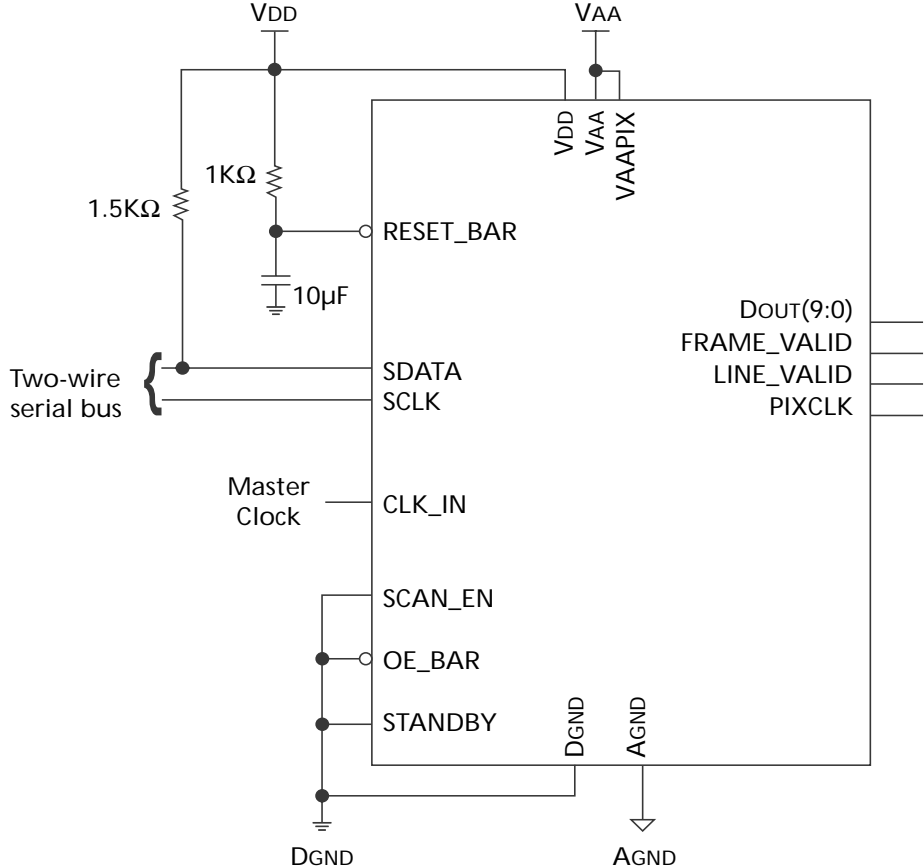 VDD
VAA
VDD
VAA
VAAPIX
1KΩ
1.5KΩ
RESET_BAR
10µF
DOUT(9:0)
FRAME_VALID
LINE_VALID
PIXCLK
Two-wire
serial bus
SDATA
SCLK
Master
Clock
CLK_IN
SCAN_EN
OE_BAR
STANDBY
DGND
AGND
DGND
AGND